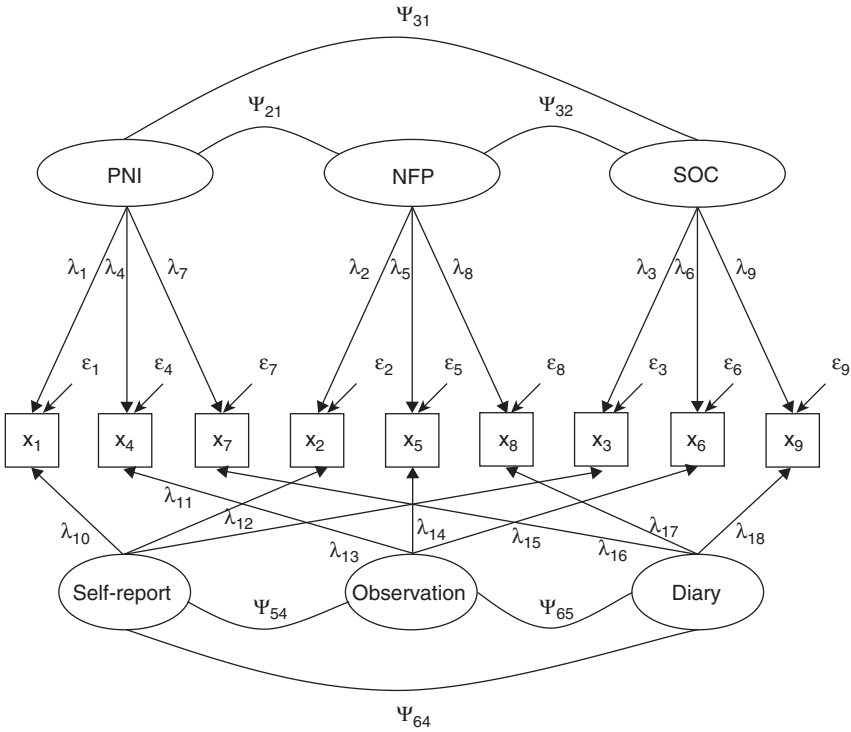 Ψ31
Ψ21 Ψ32
PNI NFP SOC
λ1 λ4 λ7 λ2 λ5 λ8 λ3 λ6 λ9
ε1 ε4 ε7 ε2 ε5 ε8 ε3 ε6 ε9
x1 x4 x7 x2 x5 x8 x3 x6 x9
λ10 λ11 λ12 λ13 λ14 λ15 λ16 λ17 λ18
Self-report Observation Diary
Ψ54 Ψ65
Ψ64